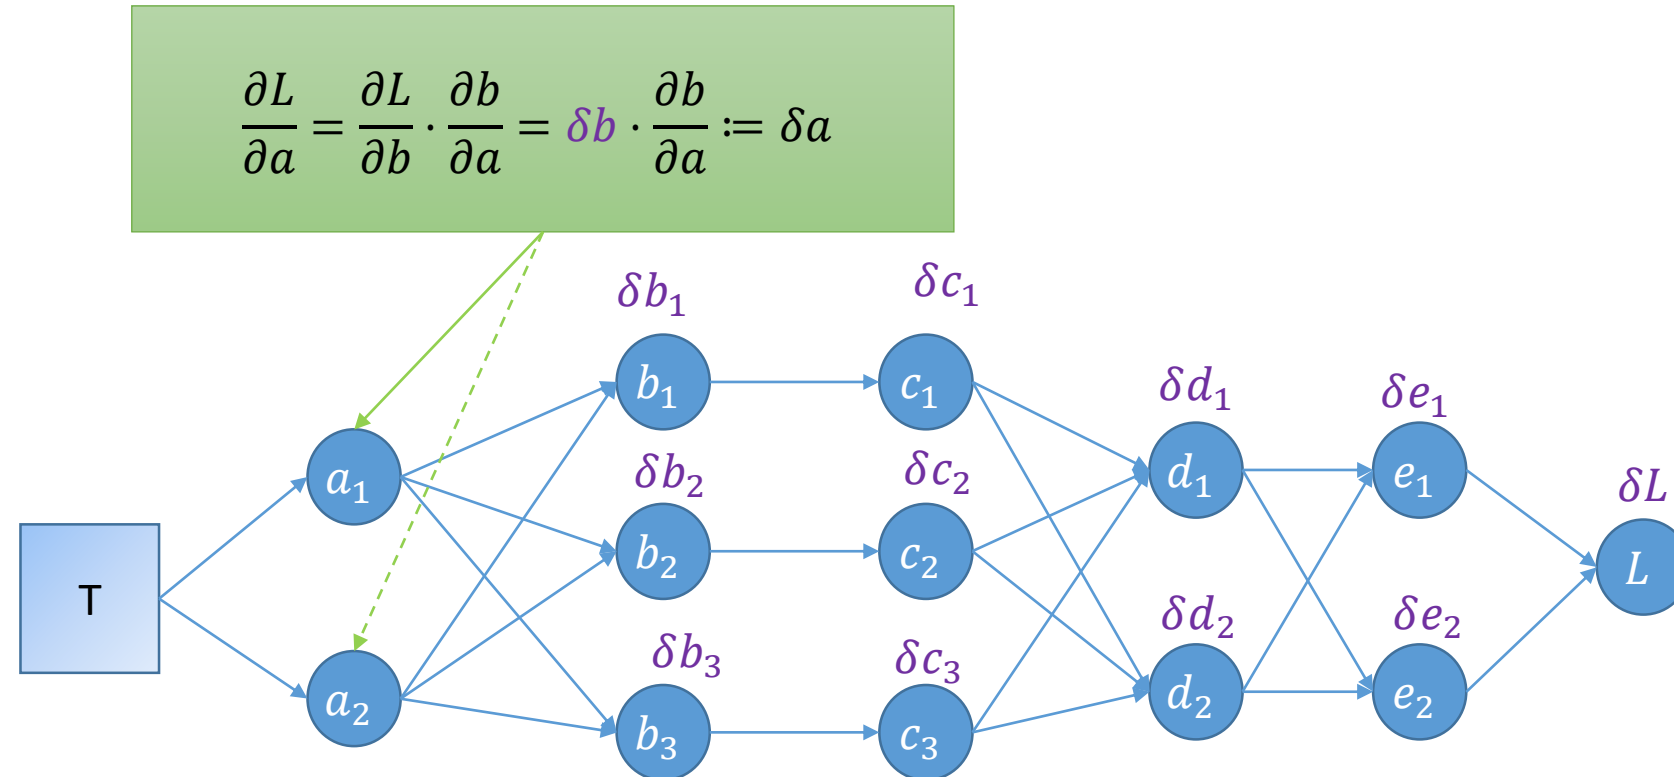 ∂L/∂a = ∂L/∂b · ∂b/∂a = δb · ∂b/∂a ≔ δa
δb₁
δc₁
b₁
c₁
δd₁
δe₁
a₁
δb₂
δc₂
d₁
e₁
δL
T
b₂
c₂
L
δd₂
δe₂
δb₃
δc₃
a₂
d₂
e₂
b₃
c₃